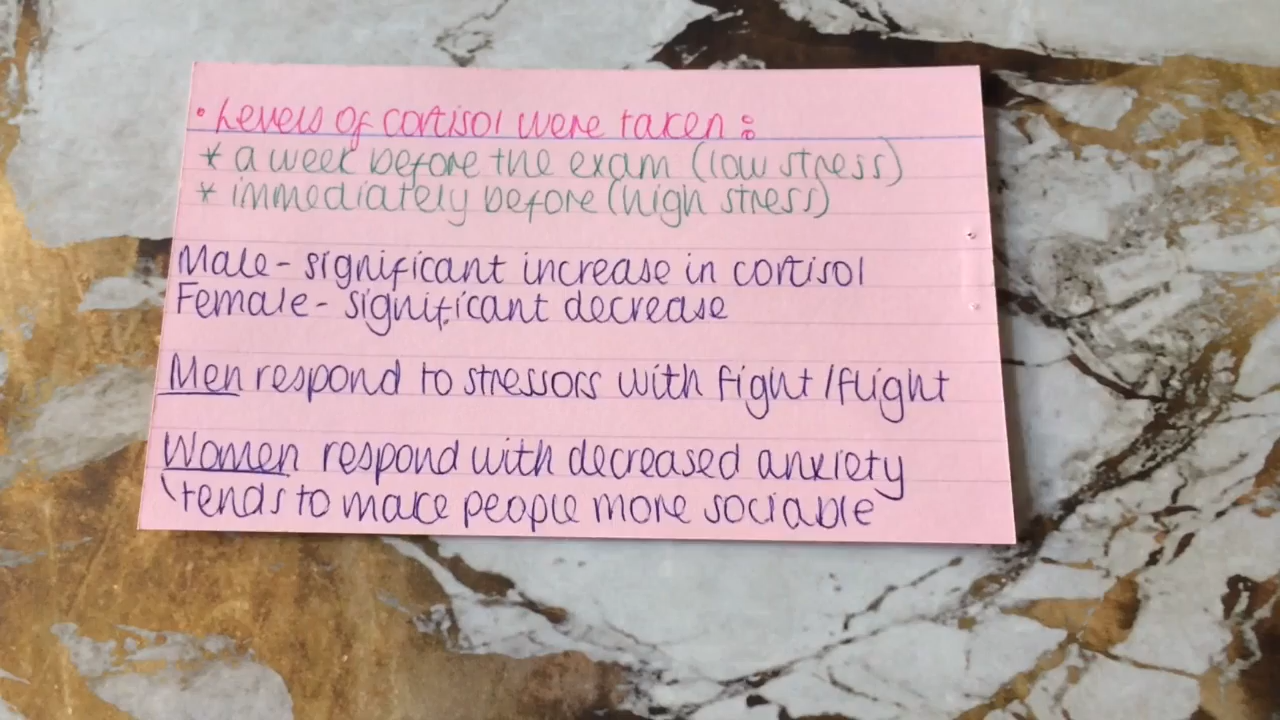 • Levels of cortisol were taken:
* a week before the exam (low stress)
* immediately before (high stress)
Male - significant increase in cortisol
Female - significant decrease
Men respond to stressors with fight/flight
Women respond with decreased anxiety
\tends to make people more sociable